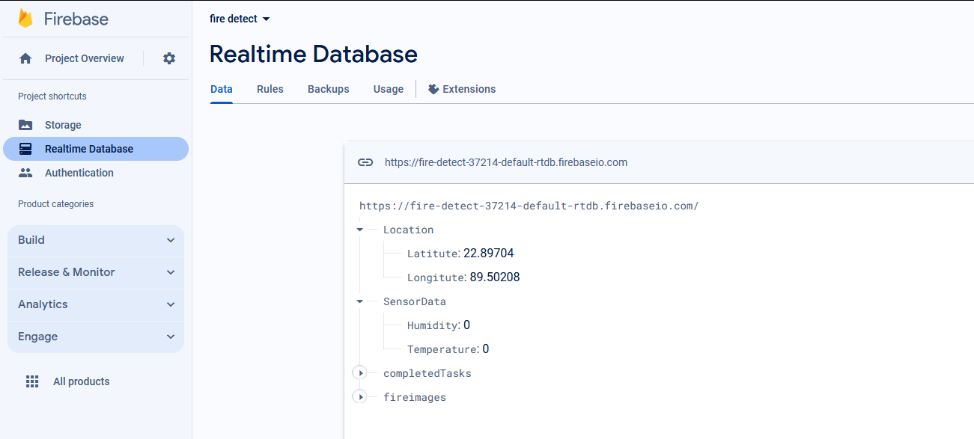 Firebase
Project Overview
Project shortcuts
Storage
Realtime Database
Authentication
Product categories
Build
Release & Monitor
Analytics
Engage
All products
fire detect
Realtime Database
Data Rules Backups Usage Extensions
https://fire-detect-37214-default-rtdb.firebaseio.com
https://fire-detect-37214-default-rtdb.firebaseio.com/
Location
Latitute: 22.89704
Longitute: 89.50208
SensorData
Humidity: 0
Temperature: 0
completedTasks
fireimages